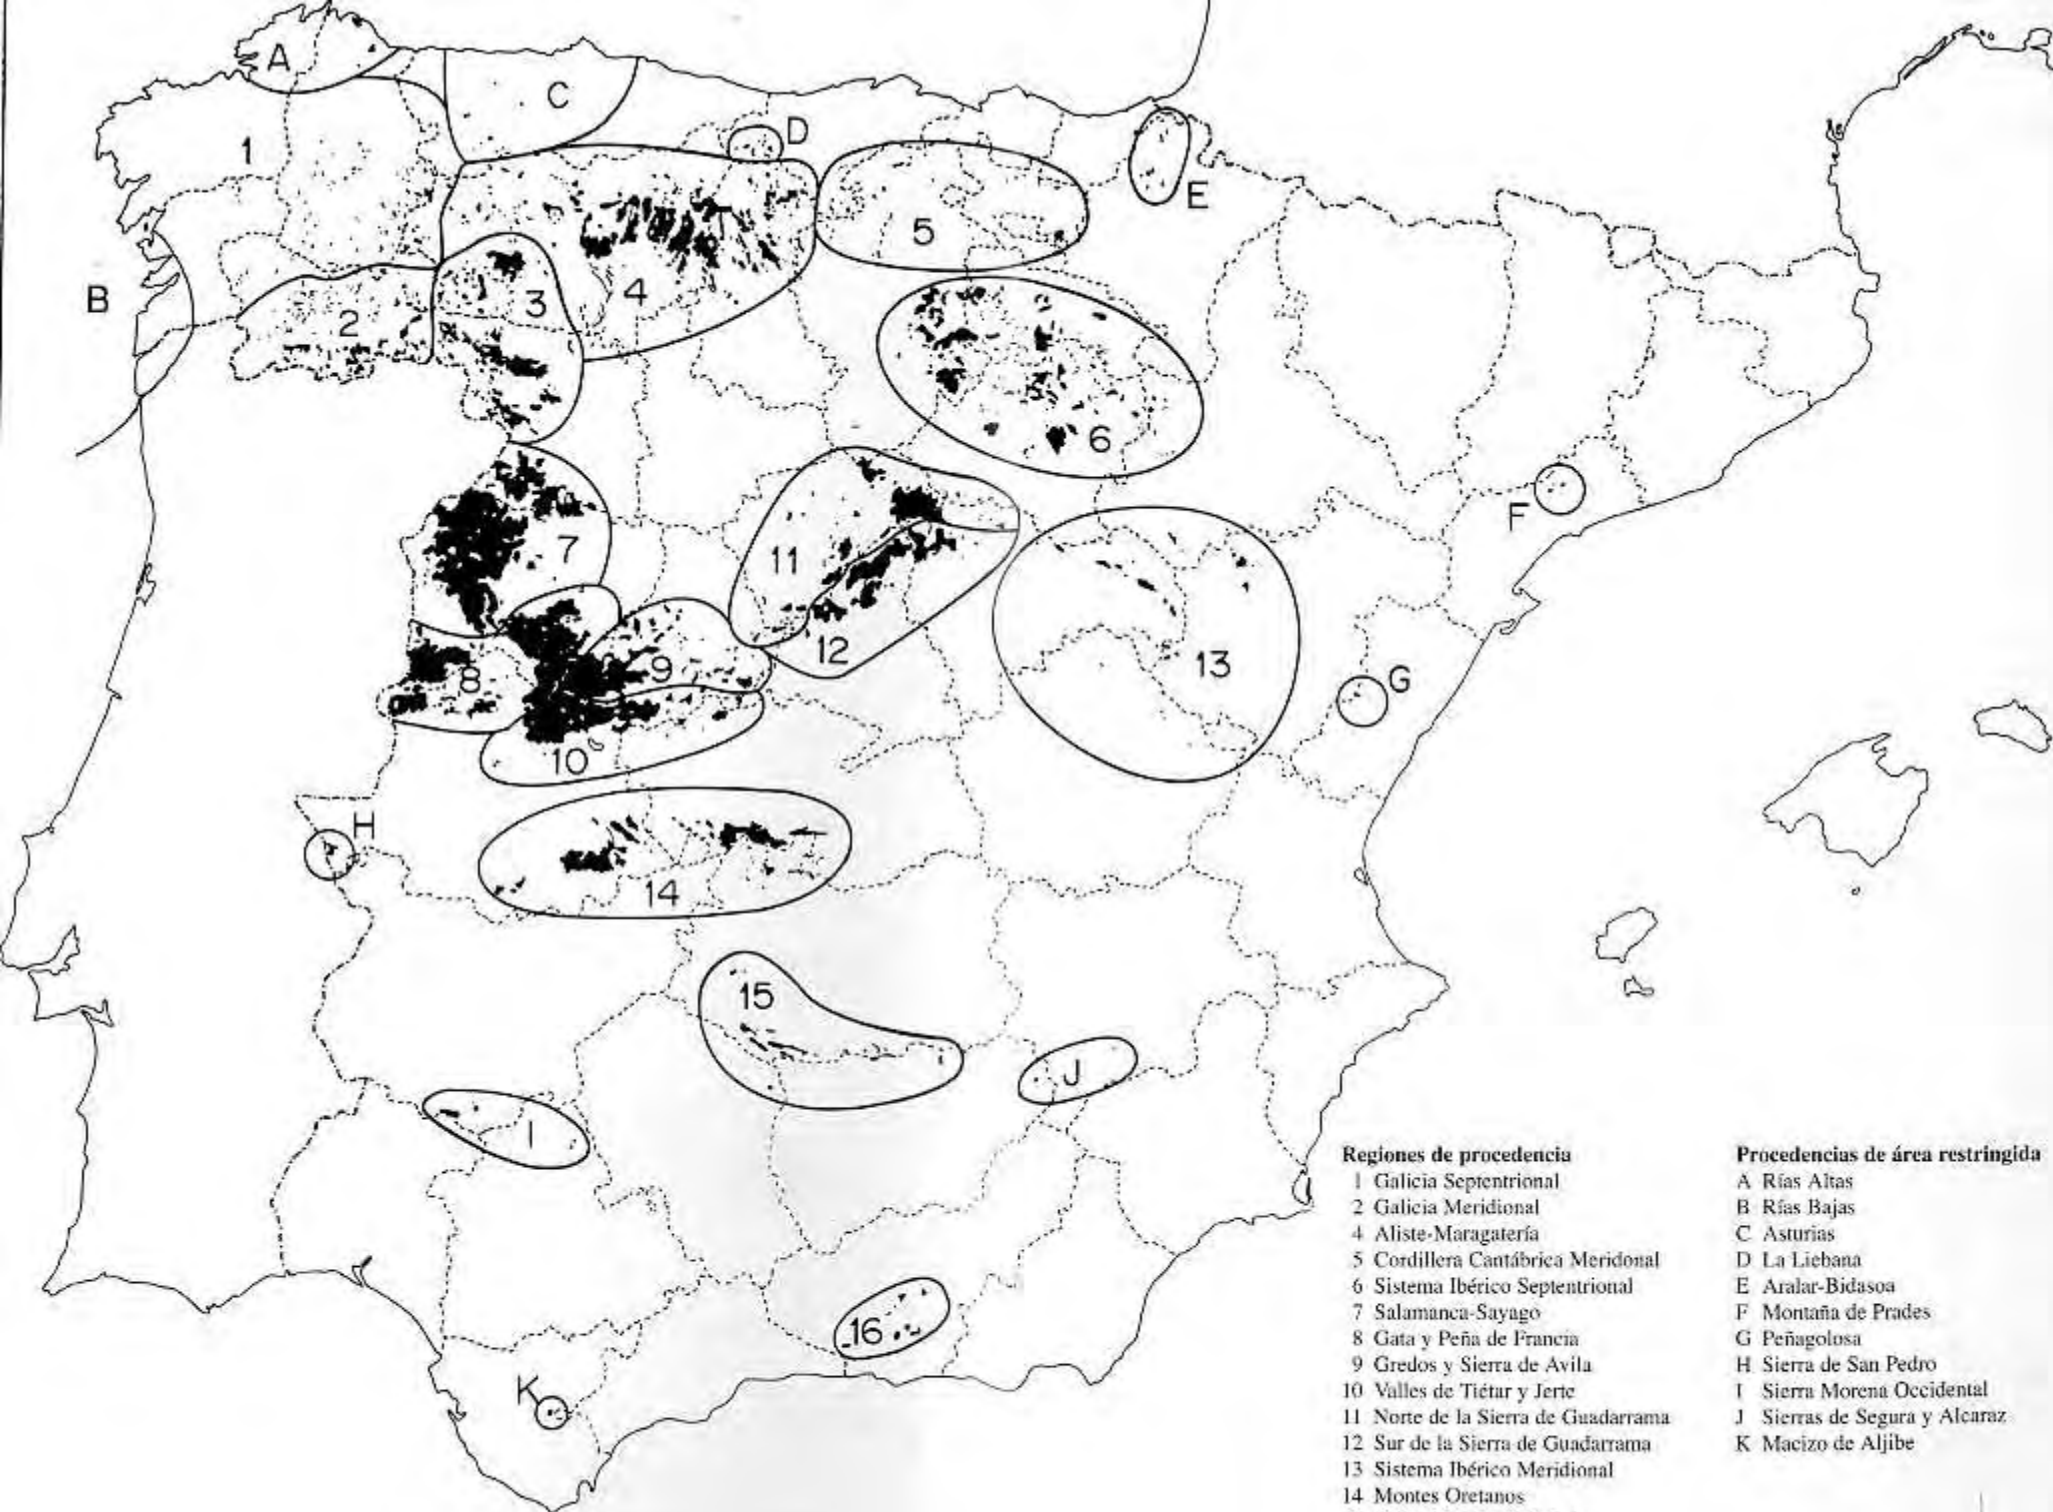 A
C
D
1
E
5
B
3
4
2
6
7
F
11
9
12
8
13
G
10
H
14
15
J
I
16
K
Regiones de procedencia
1 Galicia Septentrional
2 Galicia Meridional
4 Aliste-Maragatería
5 Cordillera Cantábrica Meridonal
6 Sistema Ibérico Septentrional
7 Salamanca-Sayago
8 Gata y Peña de Francia
9 Gredos y Sierra de Avila
10 Valles de Tiétar y Jerte
11 Norte de la Sierra de Guadarrama
12 Sur de la Sierra de Guadarrama
13 Sistema Ibérico Meridional
14 Montes Oretanos
Procedencias de área restringida
A Rías Altas
B Rías Bajas
C Asturias
D La Liebana
E Aralar-Bidasoa
F Montaña de Prades
G Peñagolosa
H Sierra de San Pedro
I Sierra Morena Occidental
J Sierras de Segura y Alcaraz
K Macizo de Aljibe